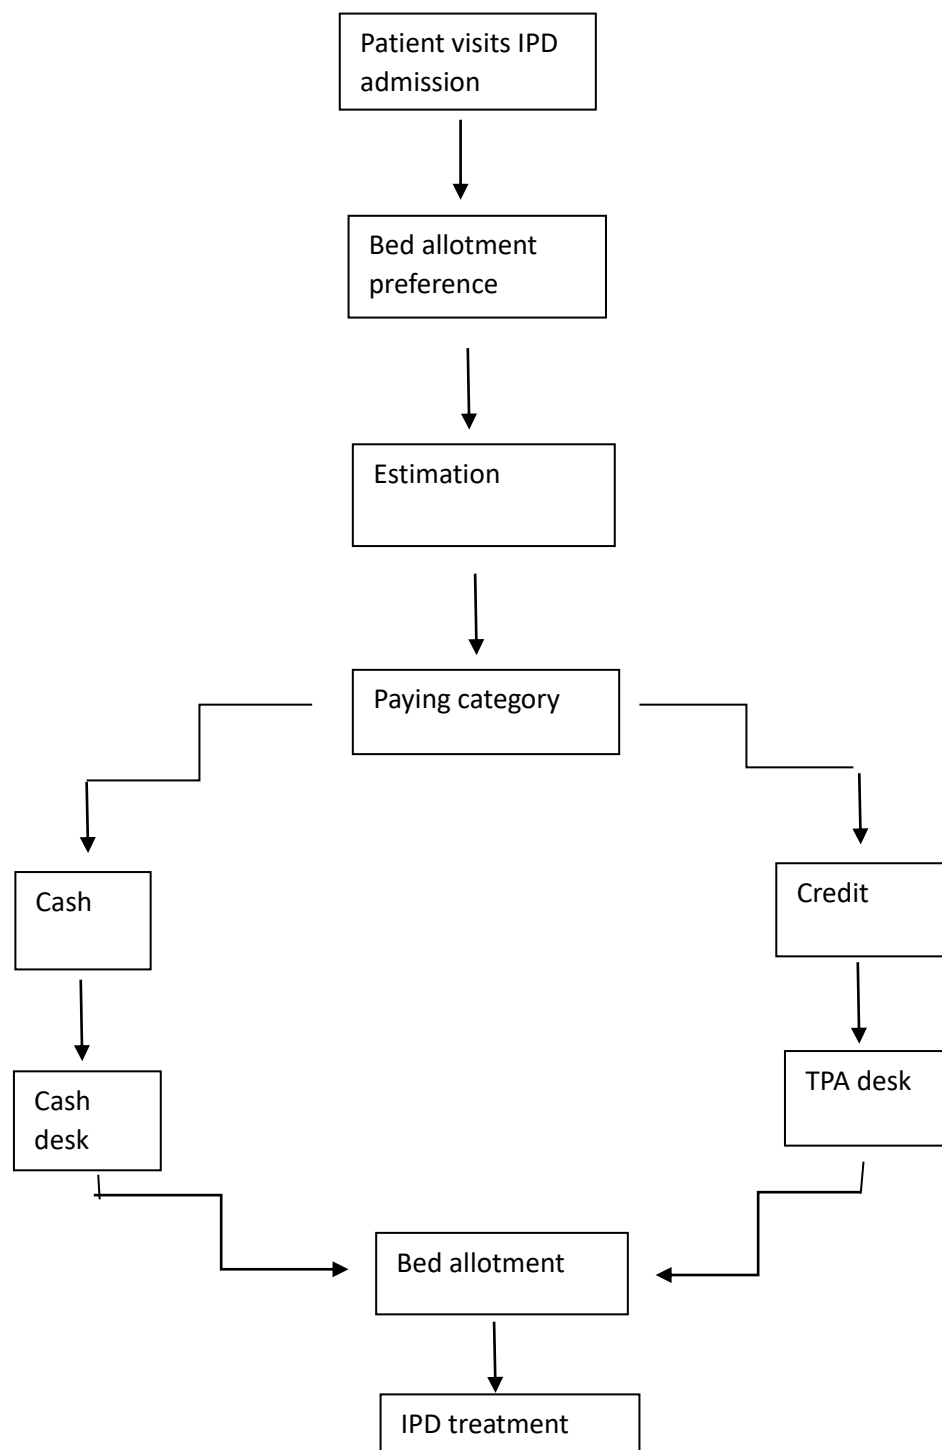 Patient visits IPD
admission
Bed allotment
preference
Estimation
Paying category
Cash
Credit
Cash
desk
TPA desk
Bed allotment
IPD treatment